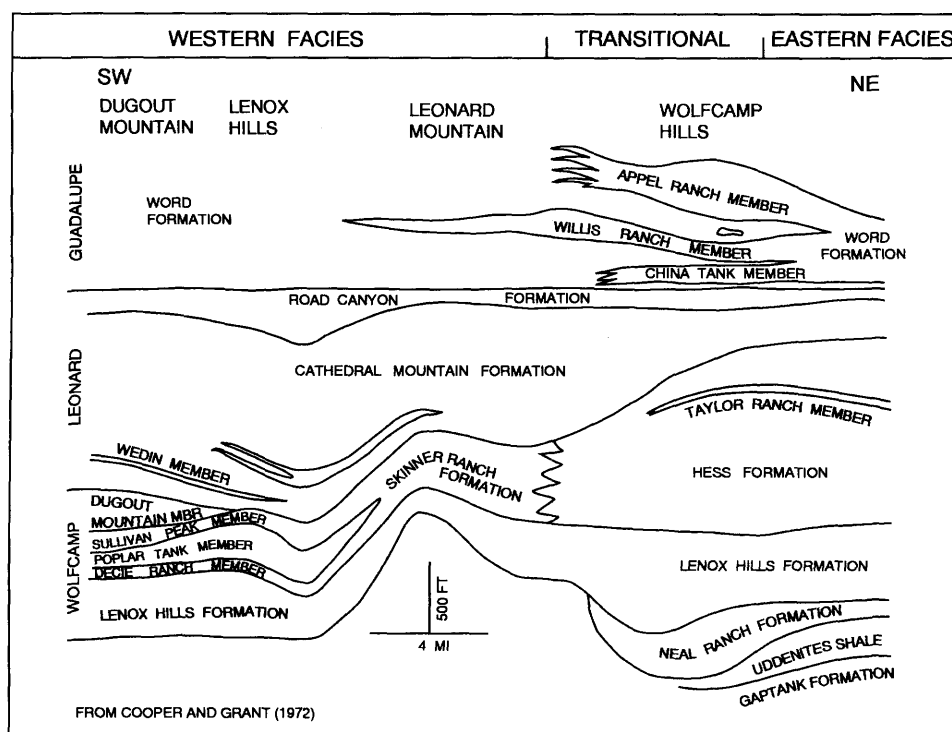 WESTERN FACIES
TRANSITIONAL
EASTERN FACIES
SW
NE
DUGOUT
MOUNTAIN
LENOX
HILLS
LEONARD
MOUNTAIN
WOLFCAMP
HILLS
GUADALUPE
WORD
FORMATION
APPEL RANCH MEMBER
WILLIS RANCH
MEMBER
WORD
FORMATION
CHINA TANK MEMBER
ROAD CANYON FORMATION
LEONARD
CATHEDRAL MOUNTAIN FORMATION
TAYLOR RANCH MEMBER
WEDIN MEMBER
SKINNER RANCH
FORMATION
HESS FORMATION
WOLFCAMP
DUGOUT
MOUNTAIN MBR
SULLIVAN PEAK MEMBER
POPLAR TANK MEMBER
DECIE RANCH MEMBER
LENOX HILLS FORMATION
LENOX HILLS FORMATION
500 FT
4 MI
NEAL RANCH FORMATION
UDDENITES SHALE
GAPTANK FORMATION
FROM COOPER AND GRANT (1972)